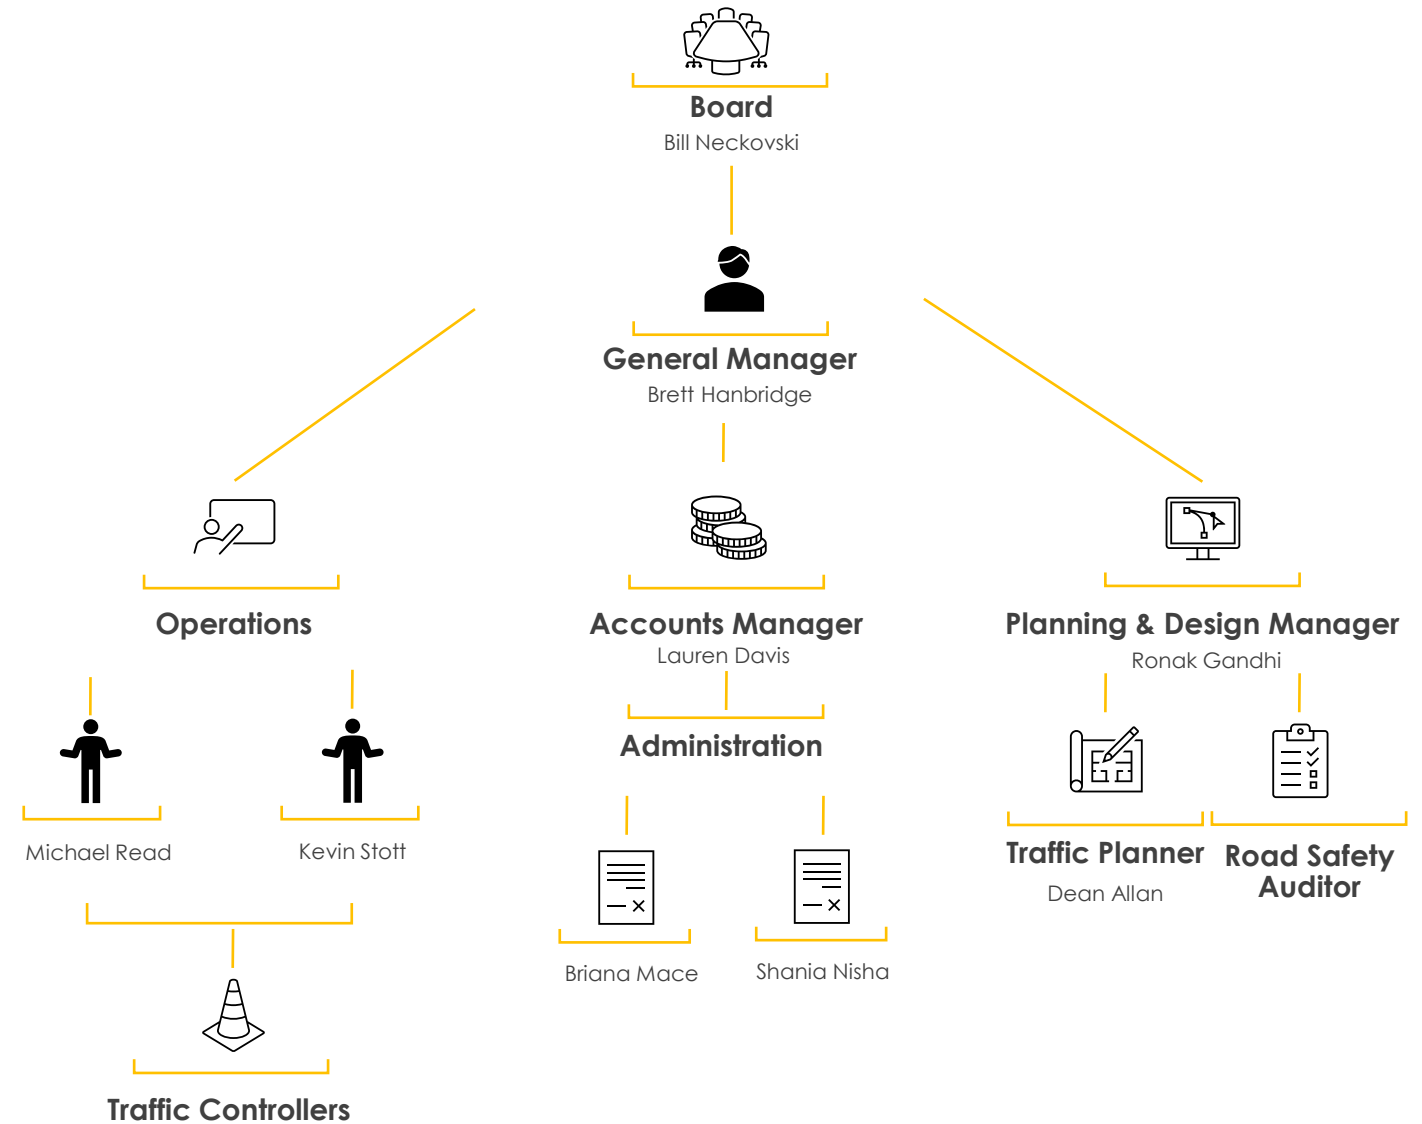 Board
Bill Neckovski
General Manager
Brett Hanbridge
Operations
Accounts Manager
Lauren Davis
Planning & Design Manager
Ronak Gandhi
Administration
Michael Read
Kevin Stott
Traffic Planner
Dean Allan
Road Safety
Auditor
Briana Mace
Shania Nisha
Traffic Controllers